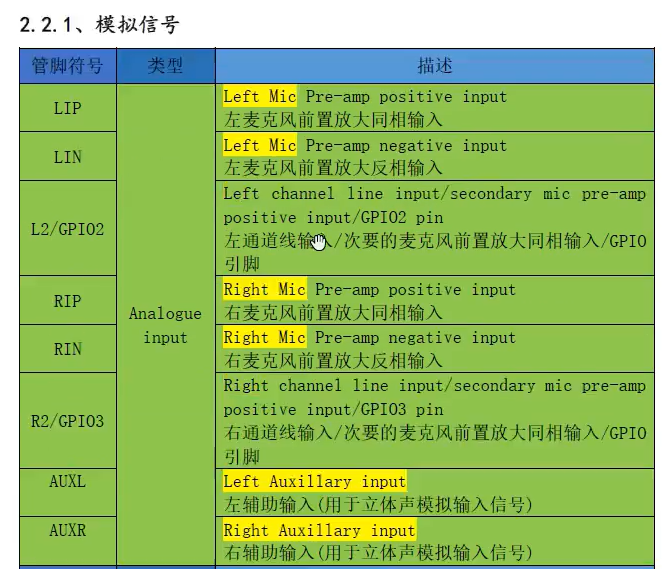 2.2.1、模拟信号
管脚符号 类型 描述
LIP
Left Mic Pre-amp positive input
左麦克风前置放大同相输入
LIN
Left Mic Pre-amp negative input
左麦克风前置放大反相输入
L2/GPIO2
Left channel line input/secondary mic pre-amp
positive input/GPIO2 pin
左通道线输入/次要的麦克风前置放大同相输入/GPIO
引脚
RIP
Right Mic Pre-amp positive input
右麦克风前置放大同相输入
Analogue
input
RIN
Right Mic Pre-amp negative input
右麦克风前置放大反相输入
R2/GPIO3
Right channel line input/secondary mic pre-amp
positive input/GPIO3 pin
右通道线输入/次要的麦克风前置放大同相输入/GPIO
引脚
AUXL
Left Auxillary input
左辅助输入(用于立体声模拟输入信号)
AUXR
Right Auxillary input
右辅助输入(用于立体声模拟输入信号)